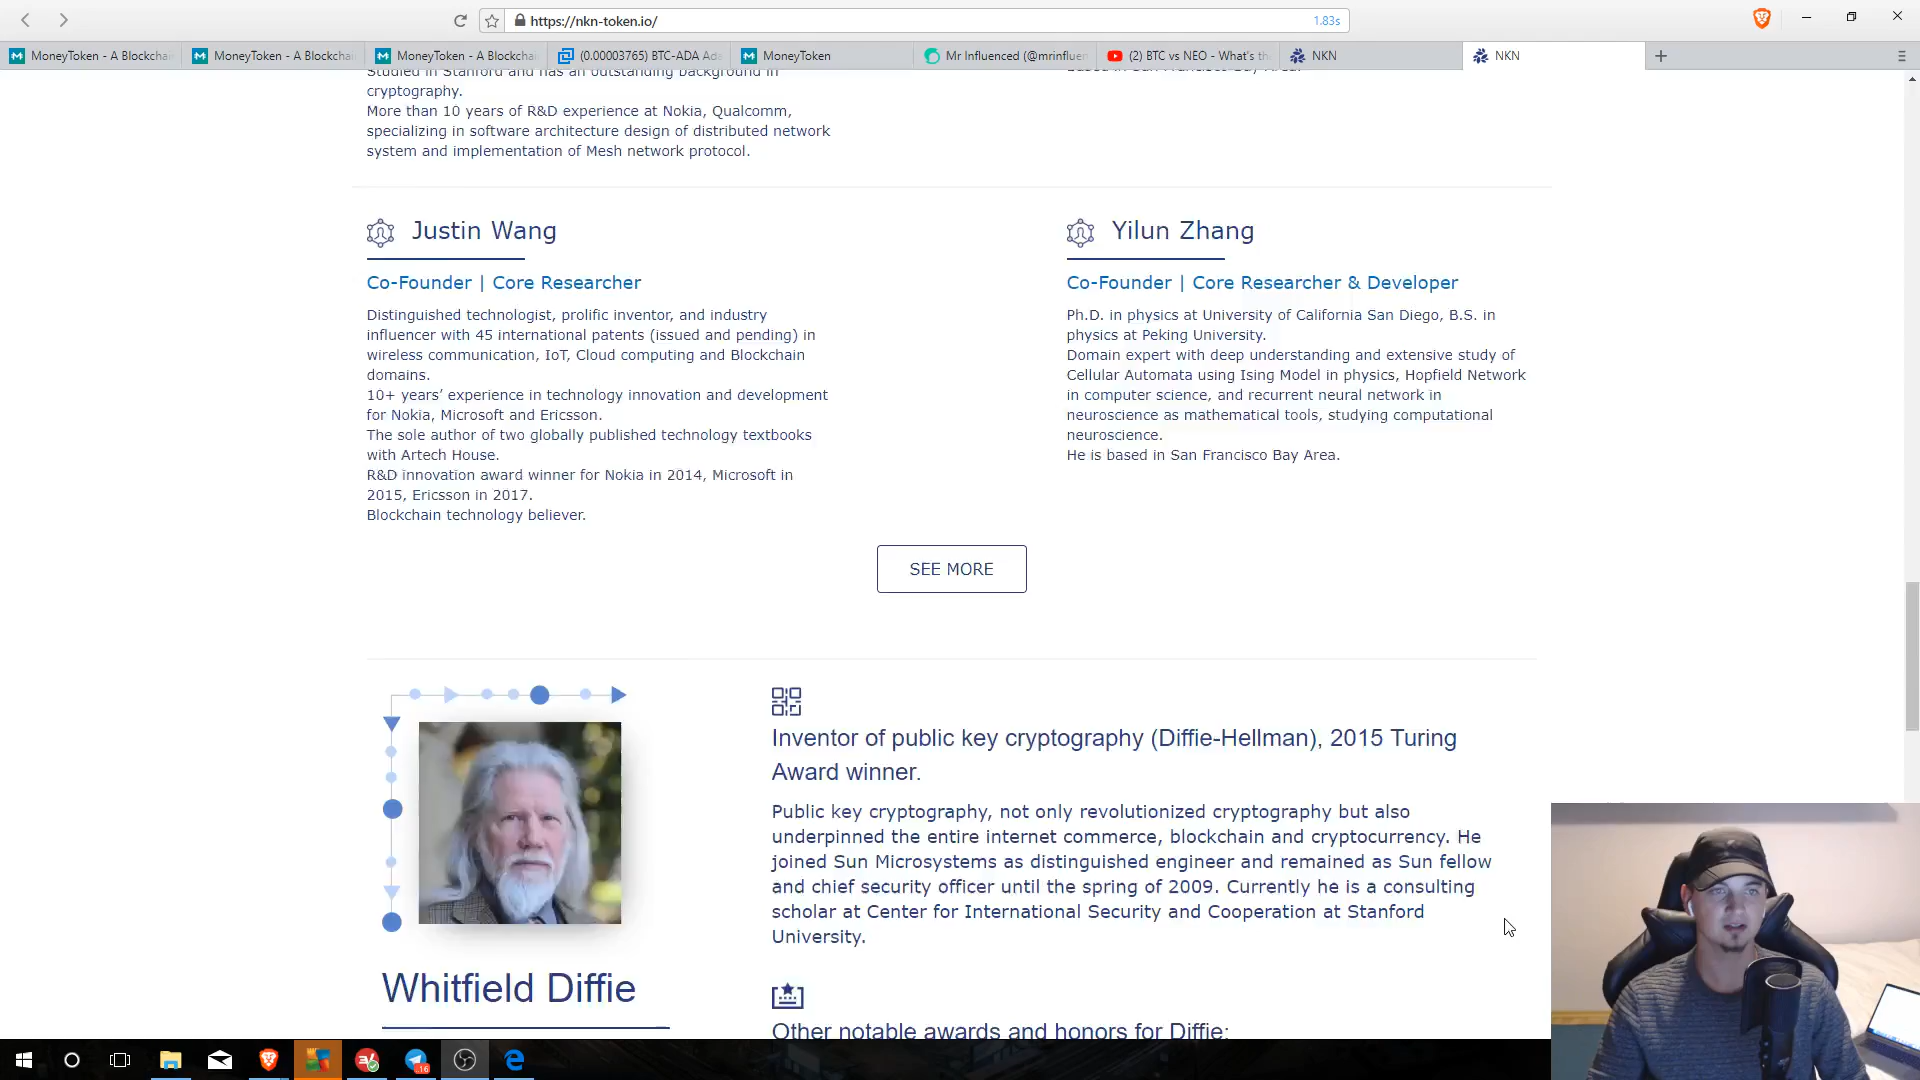 https://nkn-token.io/
1.83s
MoneyToken - A Blockcha
MoneyToken - A Blockchai
MoneyToken - A Blockchai
(0.00003765) BTC-ADA Ada
MoneyToken
Mr Influenced (@mrinfluen
(2) BTC vs NEO - What's th
NKN
NKN
Studied in Stanford and has an outstanding background in
cryptography.
More than 10 years of R&D experience at Nokia, Qualcomm,
specializing in software architecture design of distributed network
system and implementation of Mesh network protocol.
Justin Wang
Co-Founder | Core Researcher
Distinguished technologist, prolific inventor, and industry
influencer with 45 international patents (issued and pending) in
wireless communication, IoT, Cloud computing and Blockchain
domains.
10+ years’ experience in technology innovation and development
for Nokia, Microsoft and Ericsson.
The sole author of two globally published technology textbooks
with Artech House.
R&D innovation award winner for Nokia in 2014, Microsoft in
2015, Ericsson in 2017.
Blockchain technology believer.
Yilun Zhang
Co-Founder | Core Researcher & Developer
Ph.D. in physics at University of California San Diego, B.S. in
physics at Peking University.
Domain expert with deep understanding and extensive study of
Cellular Automata using Ising Model in physics, Hopfield Network
in computer science, and recurrent neural network in
neuroscience as mathematical tools, studying computational
neuroscience.
He is based in San Francisco Bay Area.
SEE MORE
Whitfield Diffie
Inventor of public key cryptography (Diffie-Hellman), 2015 Turing
Award winner.
Public key cryptography, not only revolutionized cryptography but also
underpinned the entire internet commerce, blockchain and cryptocurrency. He
joined Sun Microsystems as distinguished engineer and remained as Sun fellow
and chief security officer until the spring of 2009. Currently he is a consulting
scholar at Center for International Security and Cooperation at Stanford
University.
Other notable awards and honors for Diffie:
16